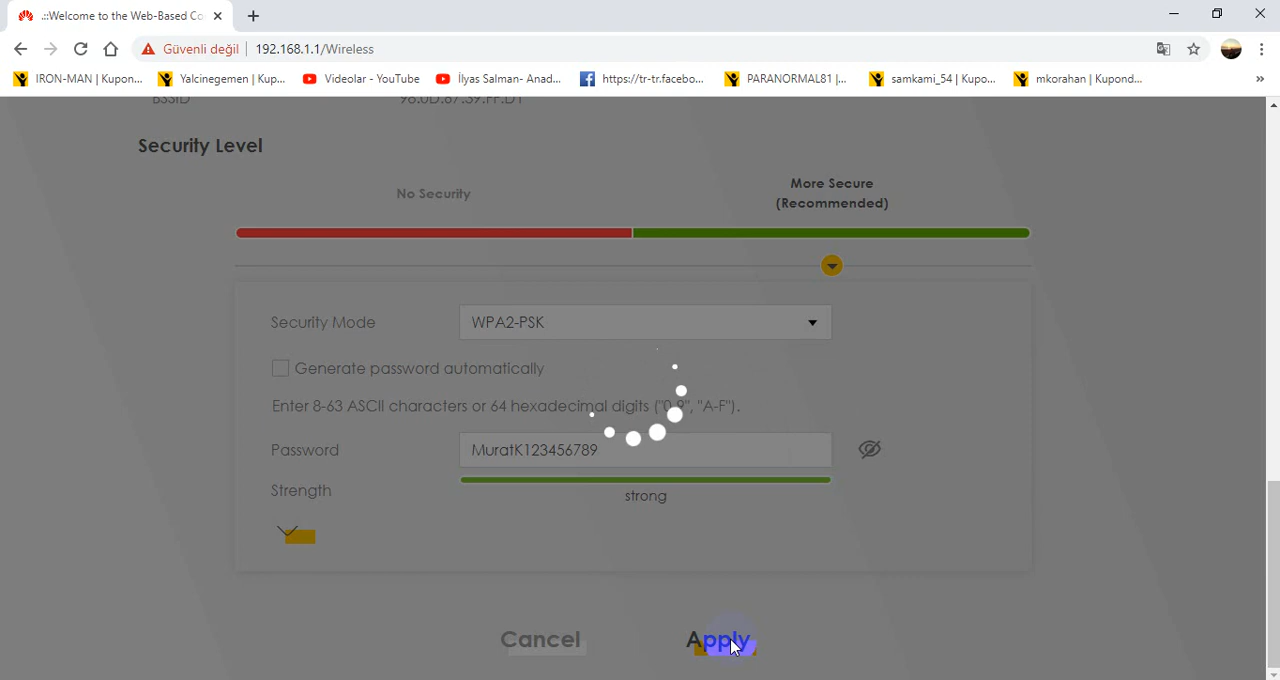 .::Welcome to the Web-Based Co
Güvenli değil
192.168.1.1/Wireless
IRON-MAN | Kupon...
Yalcinegemen | Kup...
Videolar - YouTube
İlyas Salman- Anad...
https://tr-tr.facebo...
PARANORMAL81 |...
samkami_54 | Kupo...
mkorahan | Kupond...
»
BSSID
Security Level
No Security
More Secure
(Recommended)
Security Mode
WPA2-PSK
Generate password automatically
Enter 8-63 ASCII characters or 64 hexadecimal digits ("0-9", "A-F").
Password
MuratK123456789
Strength
strong
Cancel
Apply